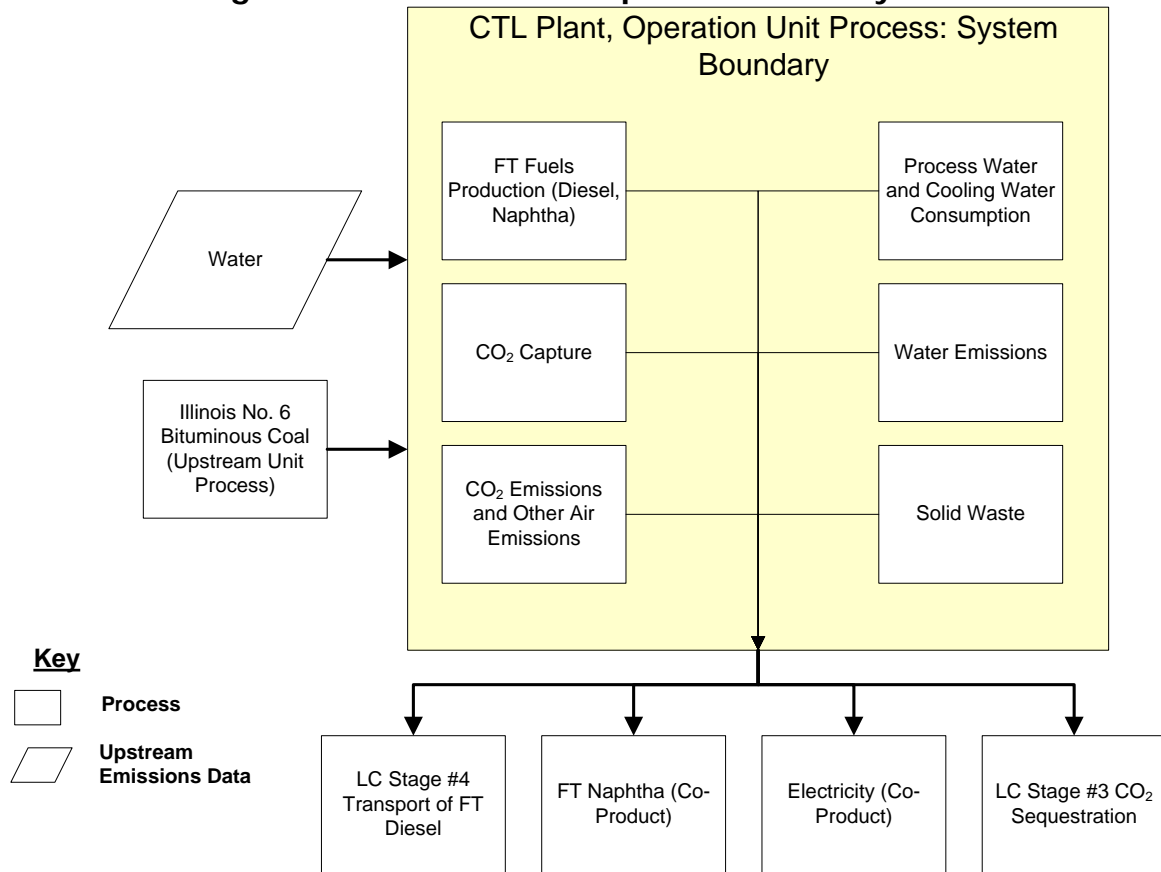 CTL Plant, Operation Unit Process: System
Boundary
FT Fuels
Production (Diesel,
Naphtha)
Process Water
and Cooling Water
Consumption
Water
CO₂ Capture
Water Emissions
Illinois No. 6
Bituminous Coal
(Upstream Unit
Process)
CO₂ Emissions
and Other Air
Emissions
Solid Waste
Key
Process
Upstream
Emissions Data
LC Stage #4
Transport of FT
Diesel
FT Naphtha (Co-
Product)
Electricity (Co-
Product)
LC Stage #3 CO₂
Sequestration